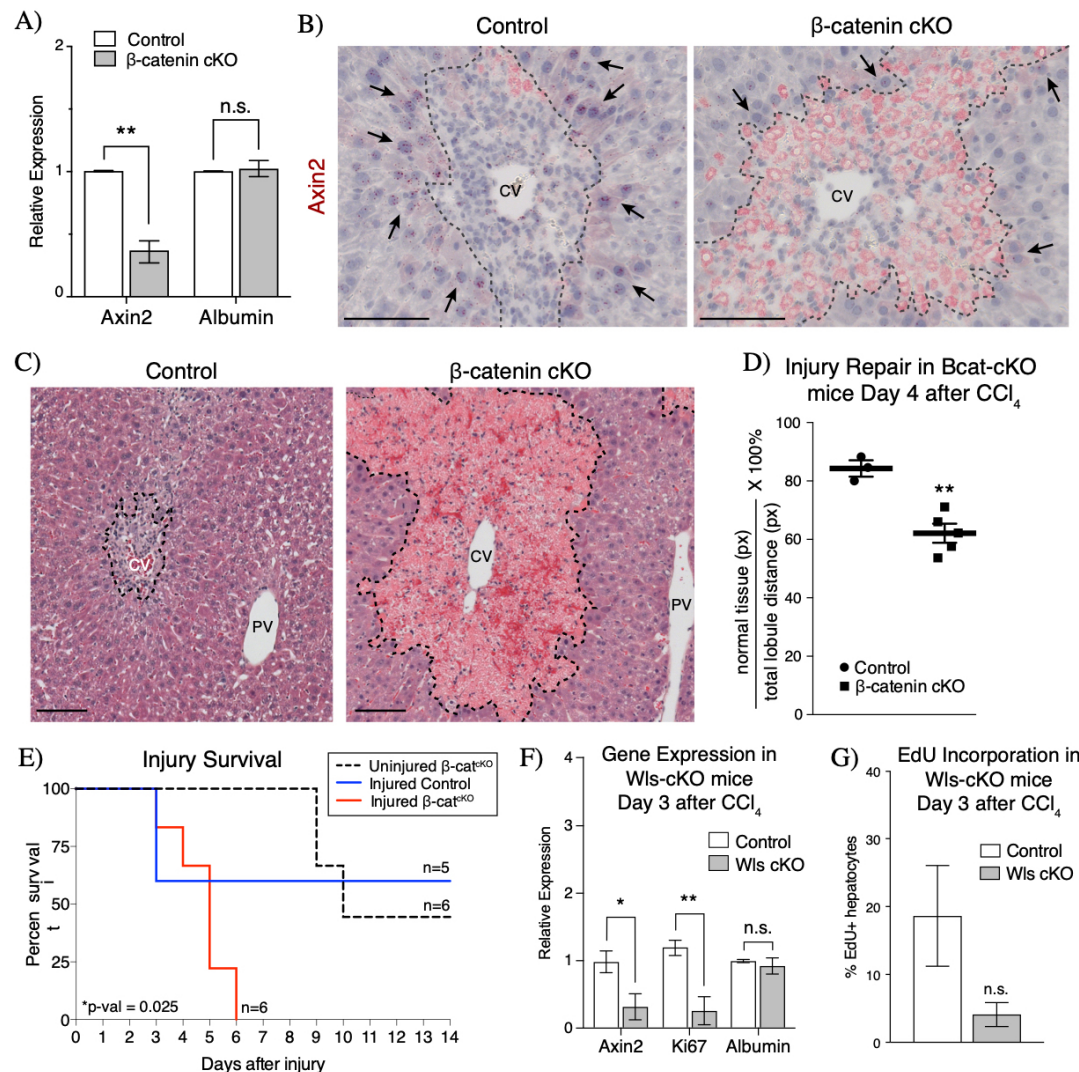 A)
2
1
0
Relative Expression
Control
β-catenin cKO
**
n.s.
Axin2
Albumin
B)
Control
β-catenin cKO
Axin2
CV
CV
C)
Control
β-catenin cKO
CV
PV
CV
PV
D)
Injury Repair in Bcat-cKO
mice Day 4 after CCl₄
normal tissue (px)
total lobule distance (px)
X 100%
100
80
60
40
20
0
**
Control
β-catenin cKO
E)
Injury Survival
Uninjured β-catᶜᴷᴼ
Injured Control
Injured β-catᶜᴷᴼ
Percen survival
t
100
75
50
25
0
n=5
n=6
n=6
*p-val = 0.025
0 1 2 3 4 5 6 7 8 9 10 11 12 13 14
Days after injury
F)
Gene Expression in
Wls-cKO mice
Day 3 after CCl₄
Relative Expression
4
3
2
1
0
Control
Wls cKO
*
**
n.s.
Axin2 Ki67 Albumin
G)
EdU Incorporation in
Wls-cKO mice
Day 3 after CCl₄
% EdU+ hepatocytes
40
30
20
10
0
Control
Wls cKO
n.s.